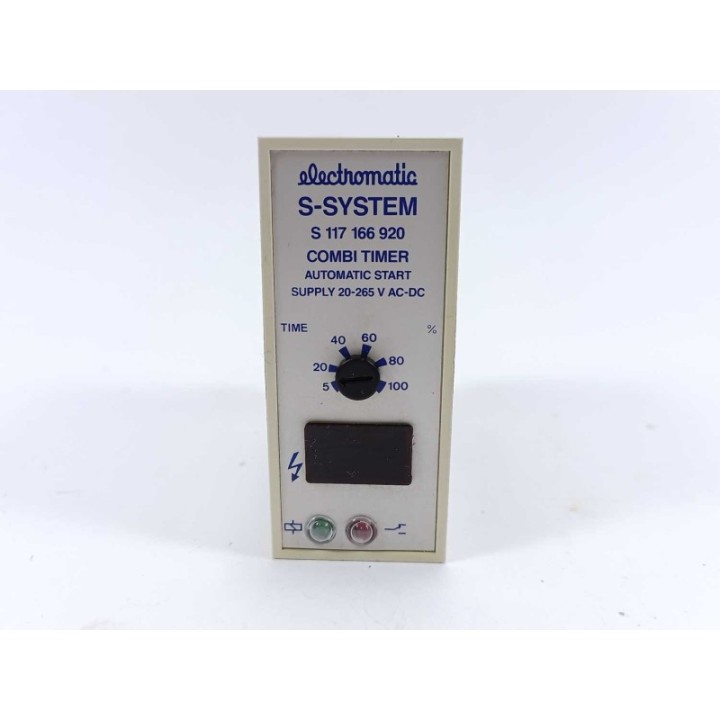 electromatic
S-SYSTEM
S 117 166 920
COMBI TIMER
AUTOMATIC START
SUPPLY 20-265 V AC-DC
TIME %
40 60
20 80
5 100